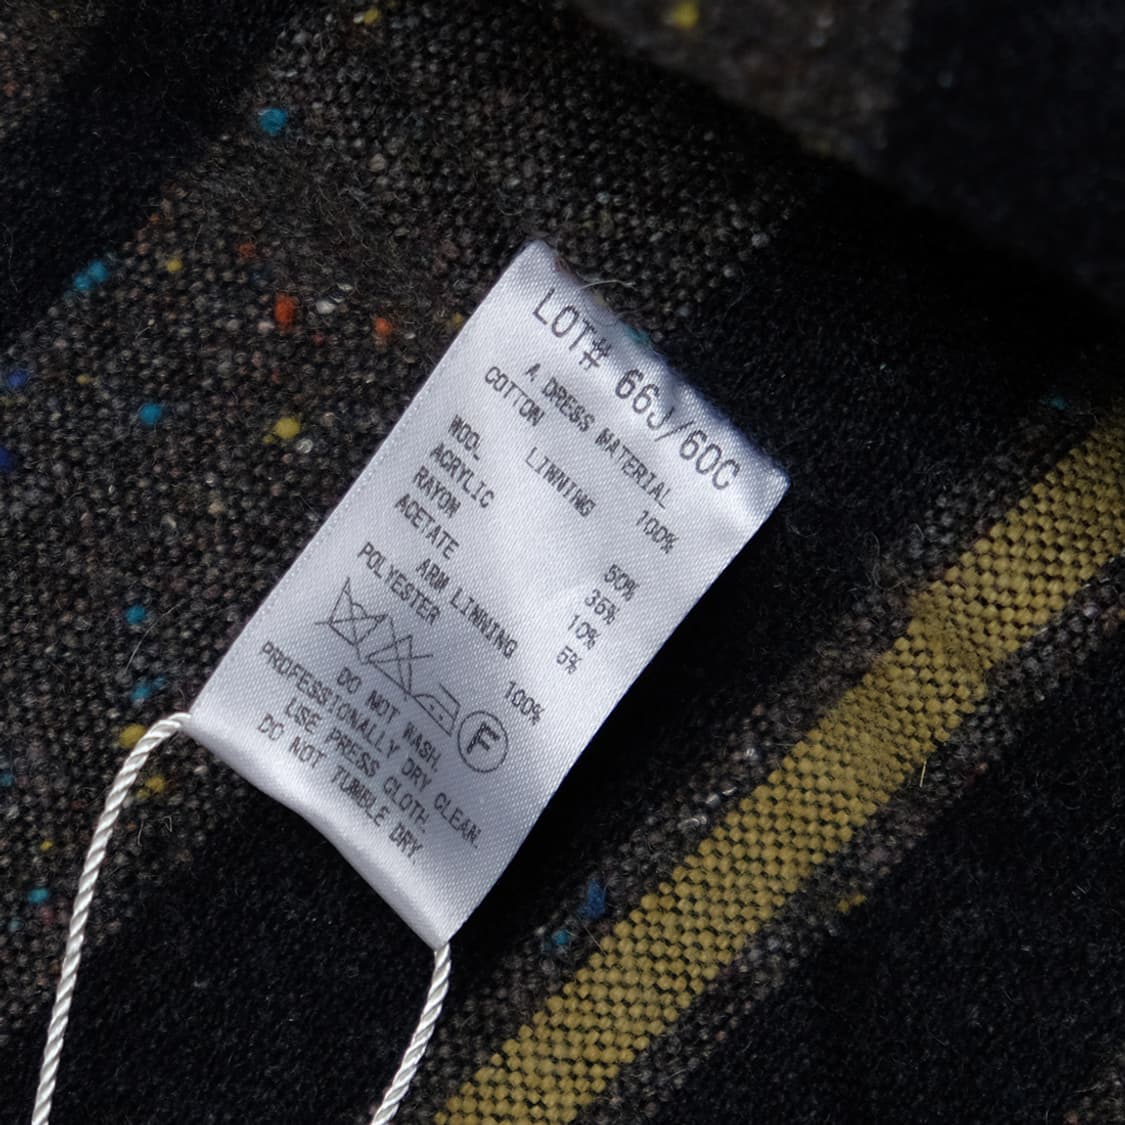 LOT# 66J/60C
A DRESS MATERIAL
COTTON 100%
LINNING
WOOL 50%
ACRYLIC 36%
RAYON 10%
ACETATE 5%
ARM LINNING
POLYESTER 100%
F
DO NOT WASH.
PROFESSIONALLY DRY CLEAN.
USE PRESS CLOTH.
DO NOT TUMBLE DRY.